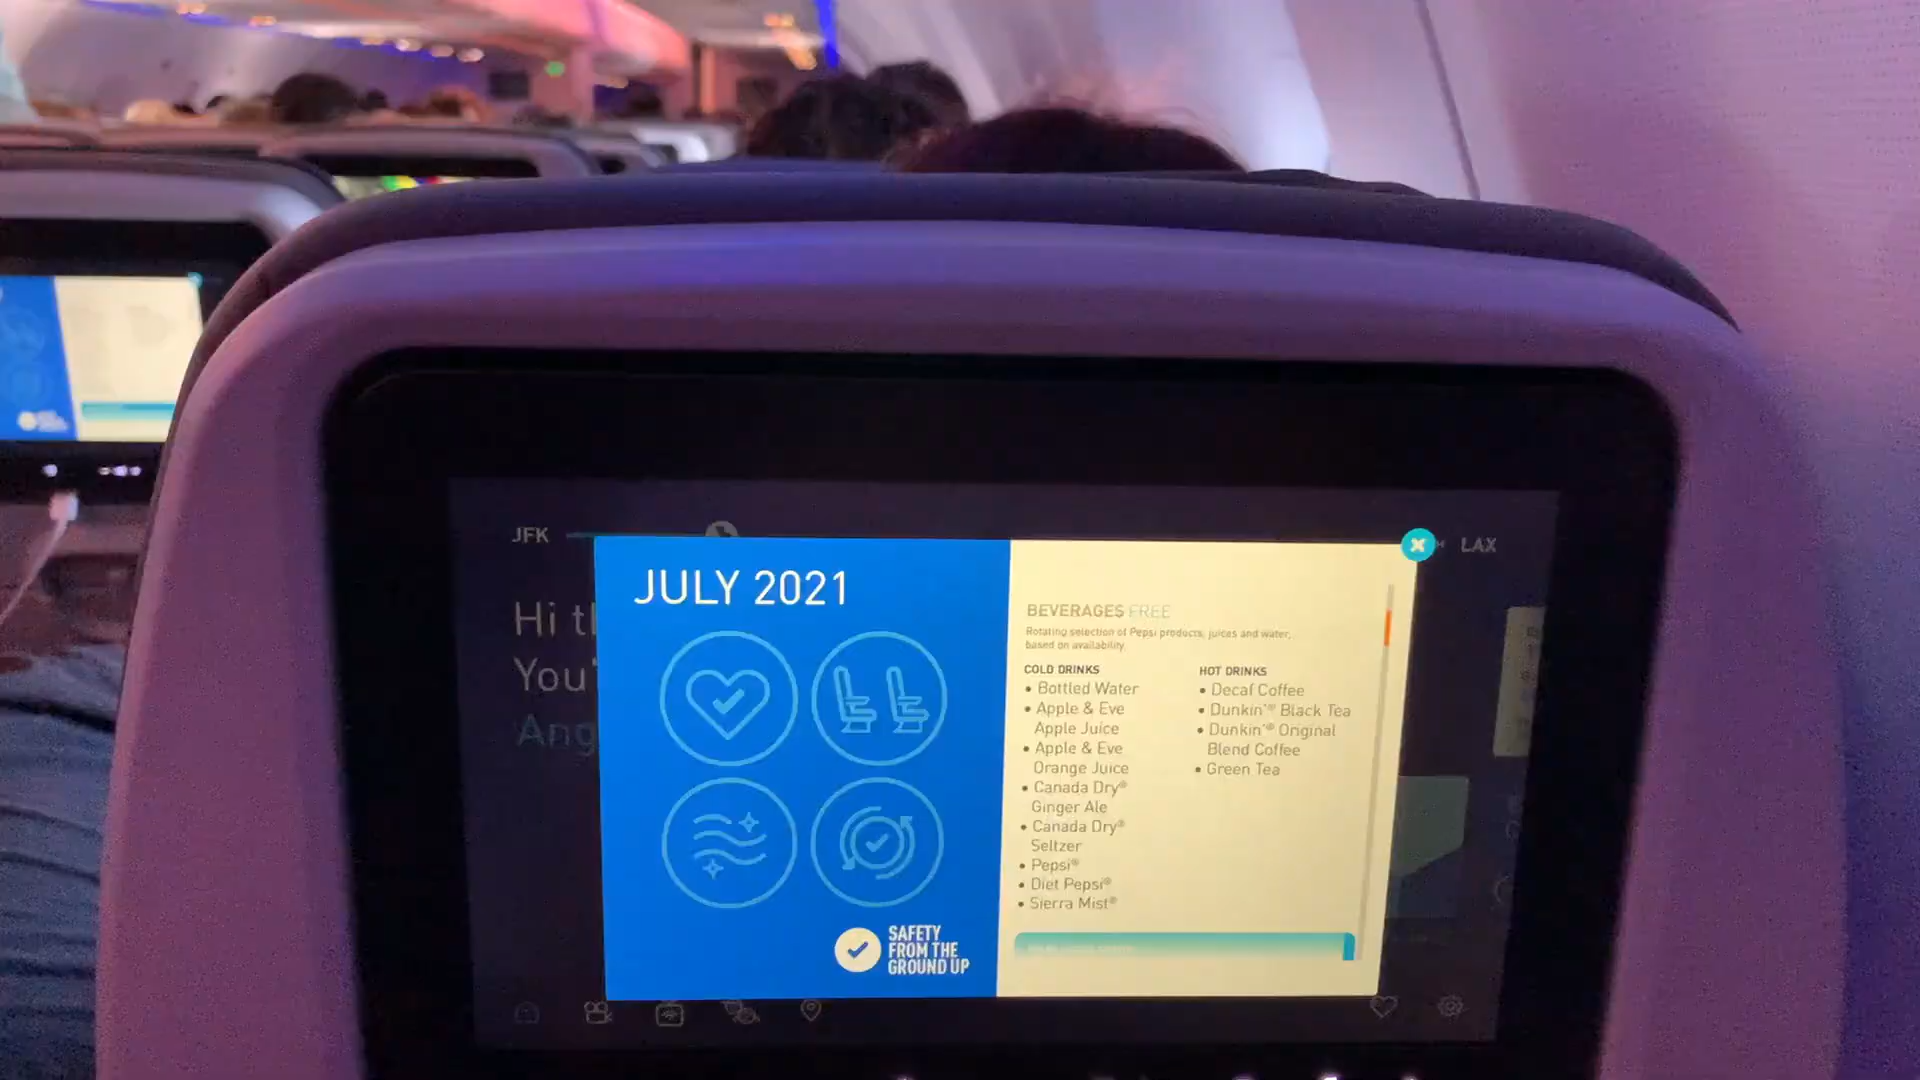 JFK
LAX
Hi
You'
Ang
JULY 2021
SAFETY
FROM THE
GROUND UP
BEVERAGES FREE
Rotating selection of Pepsi products, juices and water,
based on availability.
COLD DRINKS
• Bottled Water
• Apple & Eve
Apple Juice
• Apple & Eve
Orange Juice
• Canada Dry®
Ginger Ale
• Canada Dry®
Seltzer
• Pepsi®
• Diet Pepsi®
• Sierra Mist®
HOT DRINKS
• Decaf Coffee
• Dunkin'® Black Tea
• Dunkin'® Original
Blend Coffee
• Green Tea